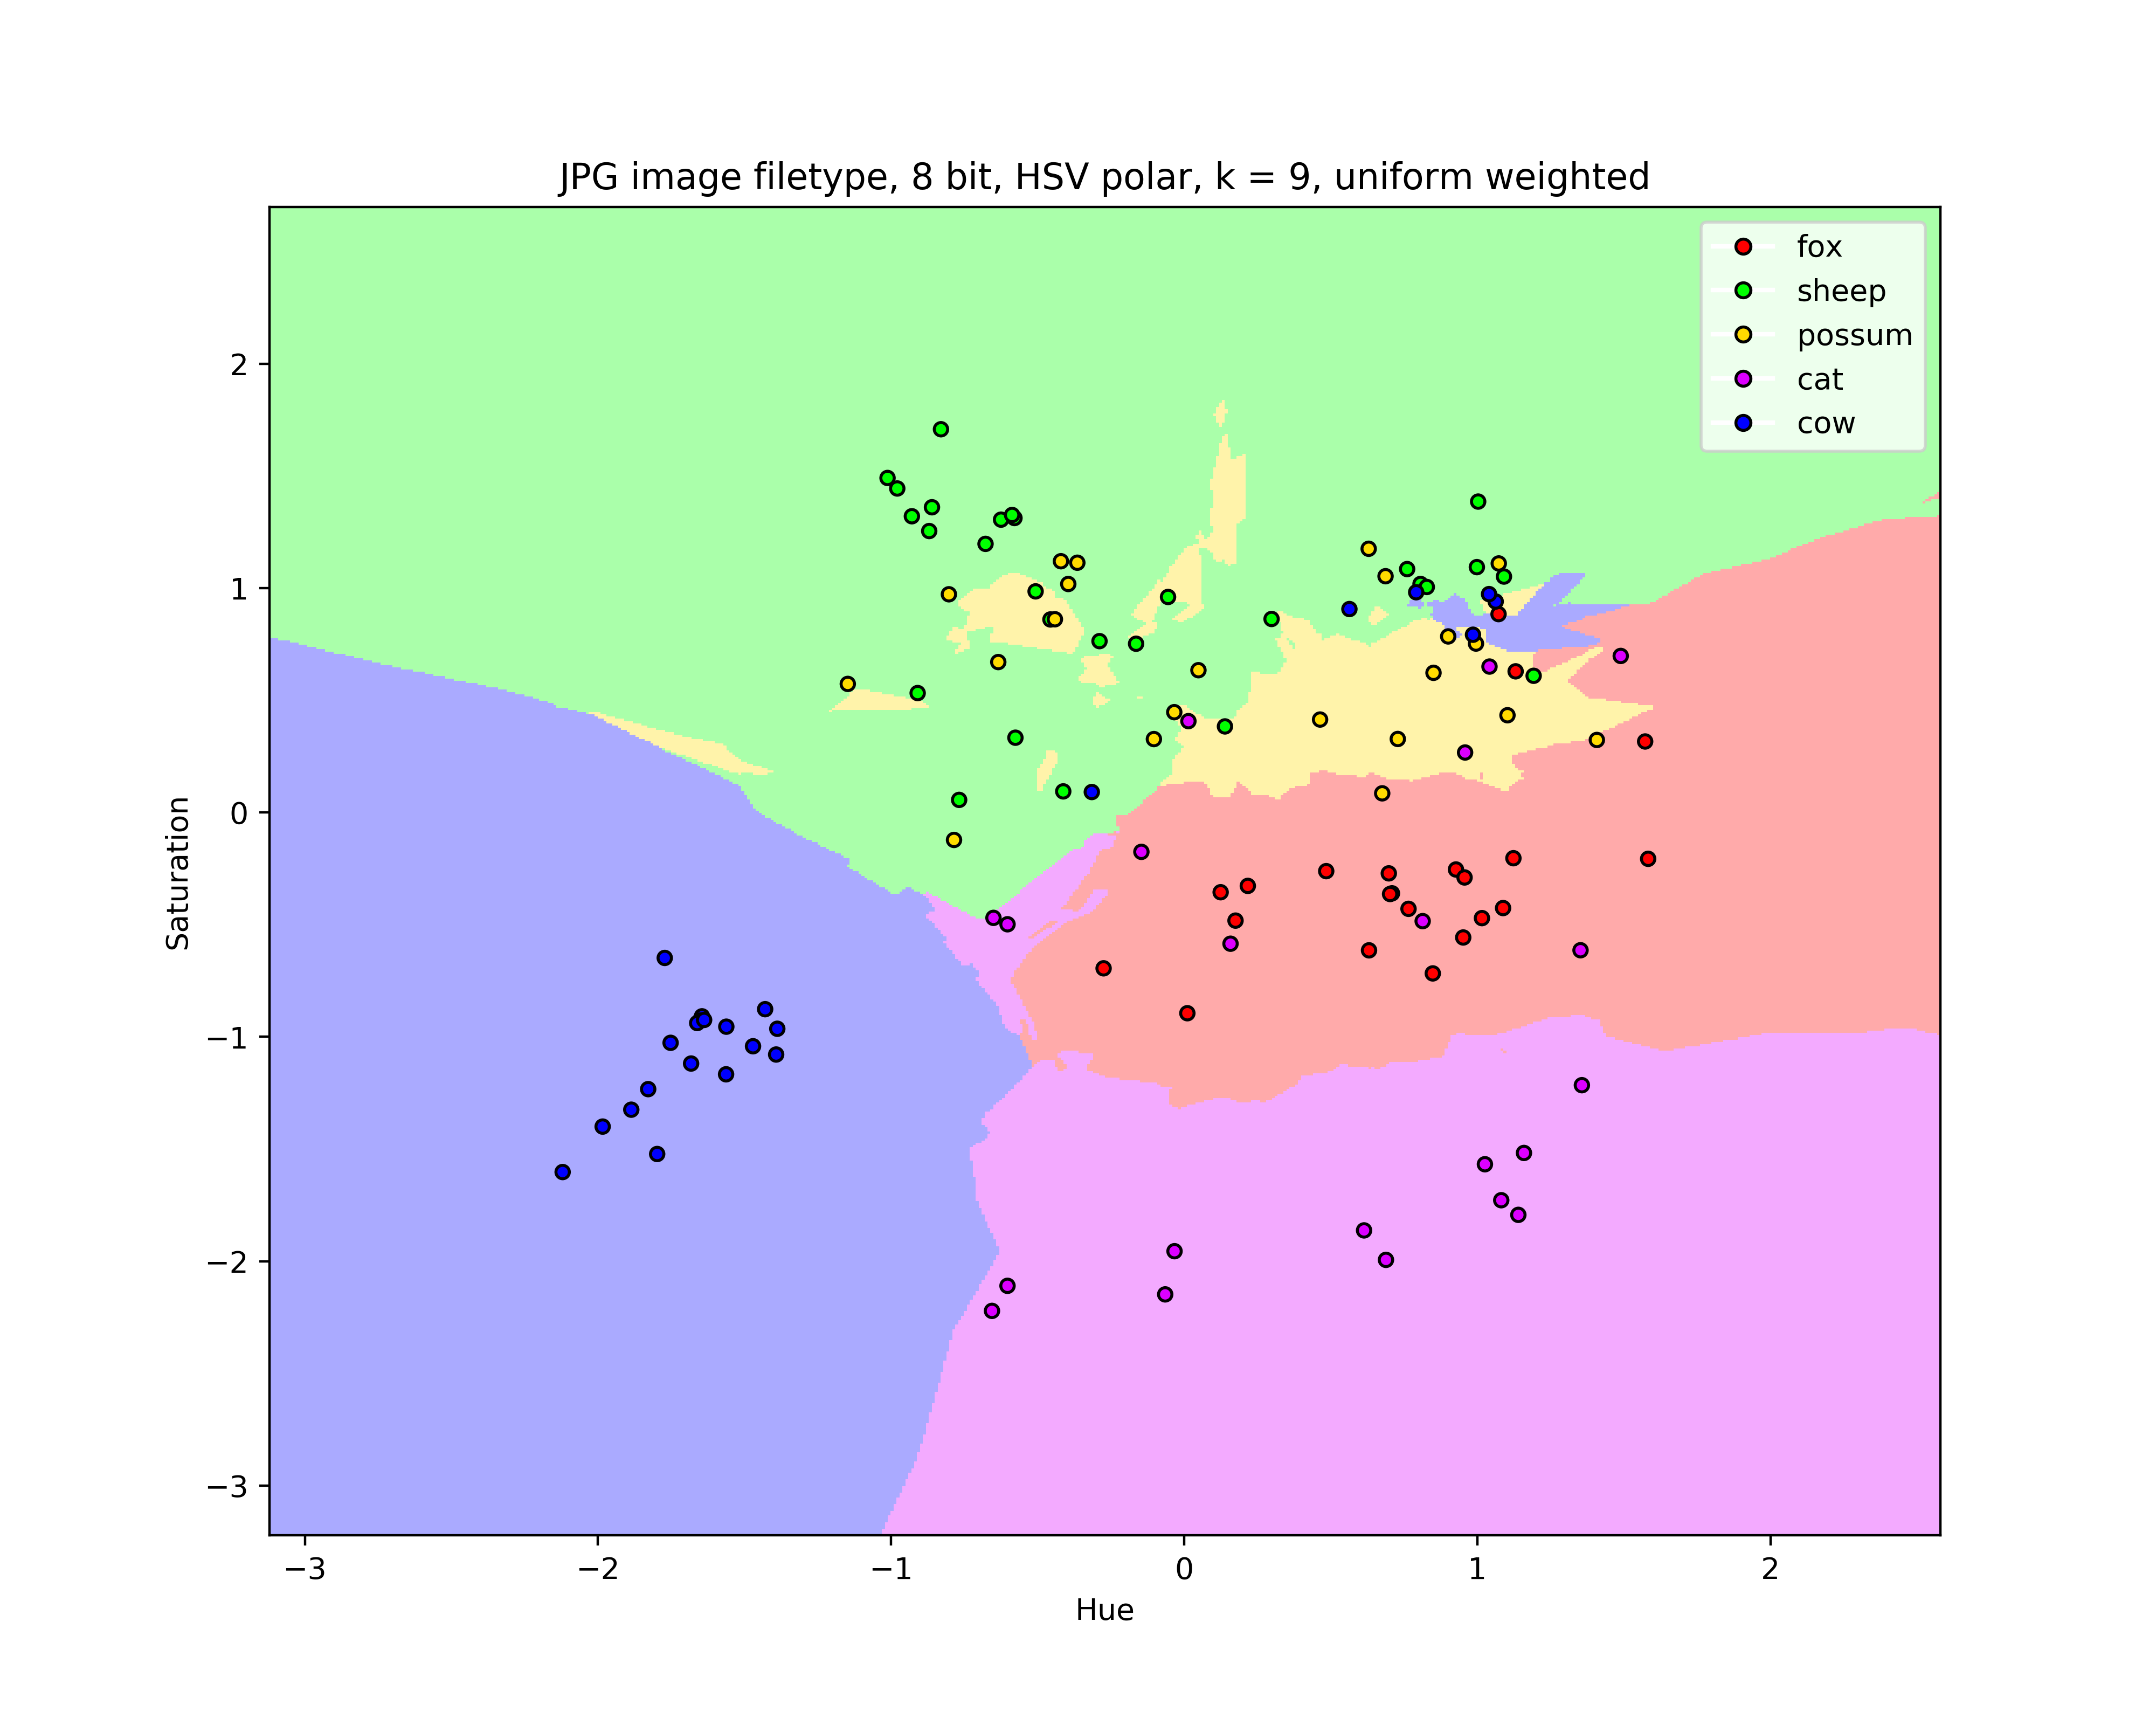 JPG image filetype, 8 bit, HSV polar, k = 9, uniform weighted
fox
sheep
possum
cat
cow
2
1
0
−1
−2
−3
Saturation
−3
−2
−1
0
1
2
Hue